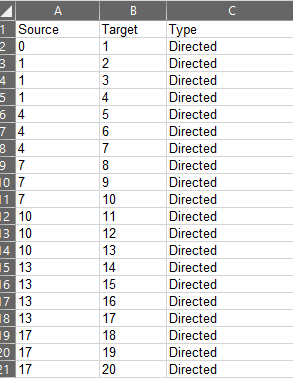 A B C
1 Source Target Type
2 0 1 Directed
3 1 2 Directed
4 1 3 Directed
5 1 4 Directed
6 4 5 Directed
7 4 6 Directed
8 4 7 Directed
9 7 8 Directed
10 7 9 Directed
11 7 10 Directed
12 10 11 Directed
13 10 12 Directed
14 10 13 Directed
15 13 14 Directed
16 13 15 Directed
17 13 16 Directed
18 13 17 Directed
19 17 18 Directed
20 17 19 Directed
21 17 20 Directed